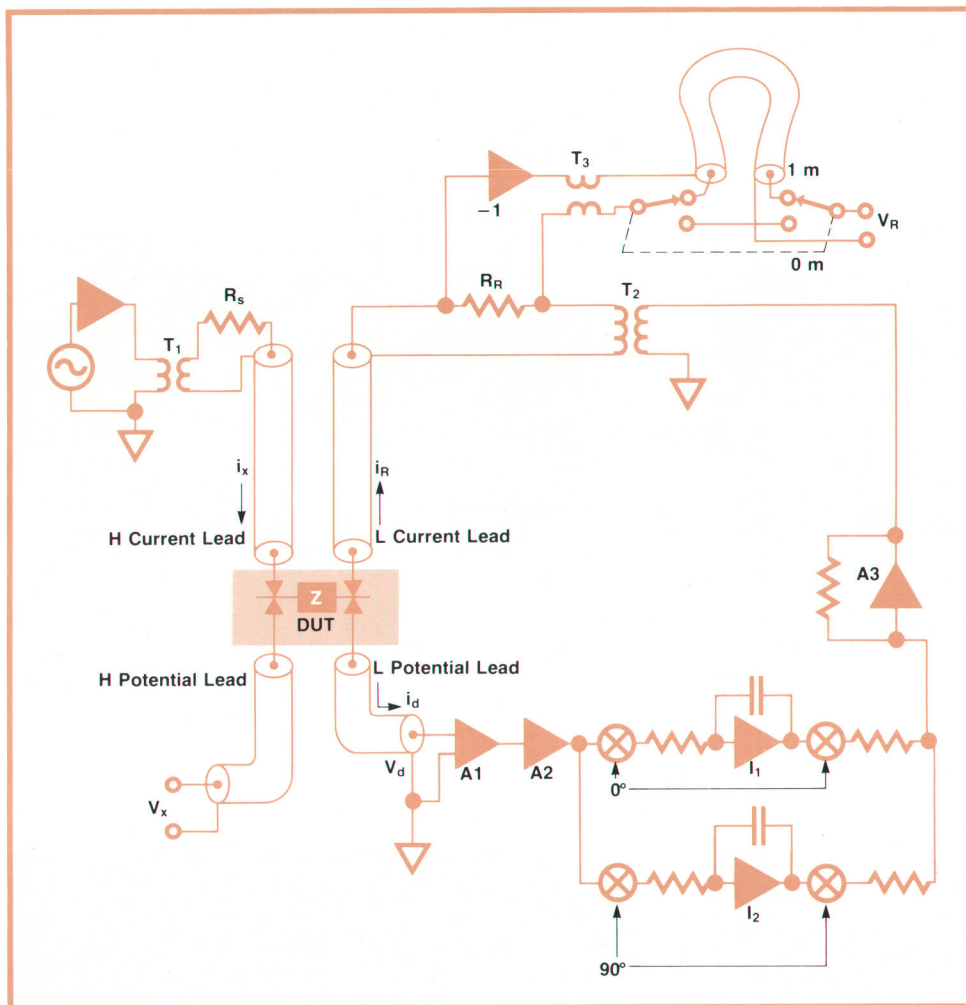 T3
1 m
−1
VR
0 m
RR
T2
Rs
T1
ix
iR
H Current Lead
L Current Lead
A3
Z
DUT
H Potential Lead
L Potential Lead
id
Vd
A1
A2
I1
Vx
0°
I2
90°